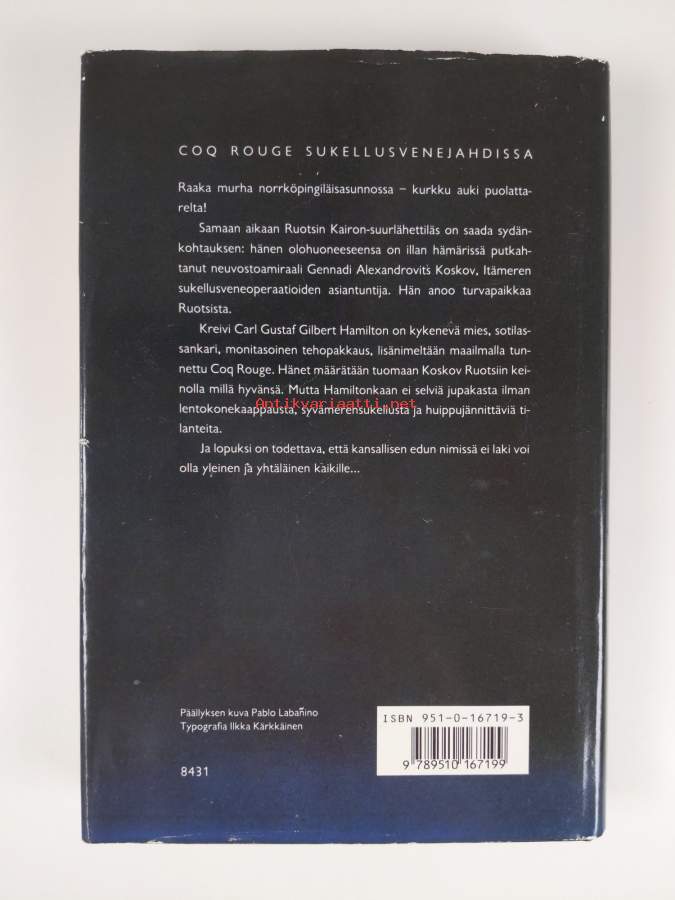 COQ ROUGE SUKELLUSVENEJAHDISSA
Raaka murha norrköpingiläisasunnossa – kurkku auki puolatta-
relta!
Samaan aikaan Ruotsin Kairon-suurlähettiläs on saada sydän-
kohtauksen: hänen olohuoneeseensa on illan hämärissä putkah-
tanut neuvostoamiraali Gennadi Alexandrovitš Koskov, Itämeren
sukellusveneoperaatioiden asiantuntija. Hän anoo turvapaikkaa
Ruotsista.
Kreivi Carl Gustaf Gilbert Hamilton on kykenevä mies, sotilas-
sankari, monitasoinen tehopakkaus, lisänimeltään maailmalla tun-
nettu Coq Rouge. Hänet määrätään tuomaan Koskov Ruotsiin kei-
nolla millä hyvänsä. Mutta Hamiltonkaan ei selviä jupakasta ilman
lentokonekaappausta, syvämerensukellusta ja huippujännittäviä ti-
lanteita.
Antikvariaatti.net
Ja lopuksi on todettava, että kansallisen edun nimissä ei laki voi
olla yleinen ja yhtäläinen kaikille...
Päällyksen kuva Pablo Labañino
Typografia Ilkka Kärkkäinen
8431
ISBN 951-0-16719-3
9 789510 167199